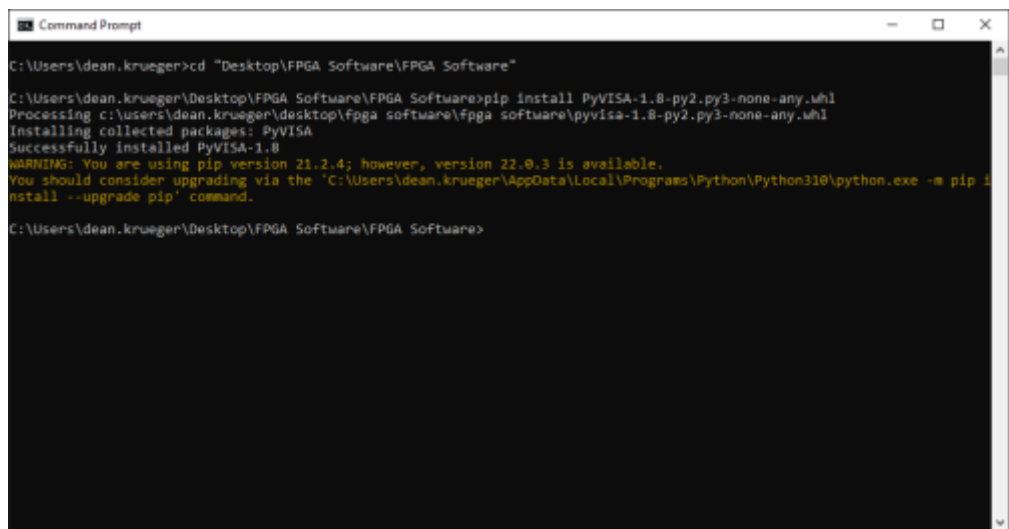 Command Prompt
C:\Users\dean.krueger>cd "Desktop\FPGA Software\FPGA Software"
C:\Users\dean.krueger\Desktop\FPGA Software\FPGA Software>pip install PyVISA-1.8-py2.py3-none-any.whl
Processing c:\users\dean.krueger\desktop\fpga software\fpga software\pyvisa-1.8-py2.py3-none-any.whl
Installing collected packages: PyVISA
Successfully installed PyVISA-1.8
WARNING: You are using pip version 21.2.4; however, version 22.0.3 is available.
You should consider upgrading via the 'C:\Users\dean.krueger\AppData\Local\Programs\Python\Python310\python.exe -m pip i
nstall --upgrade pip' command.
C:\Users\dean.krueger\Desktop\FPGA Software\FPGA Software>